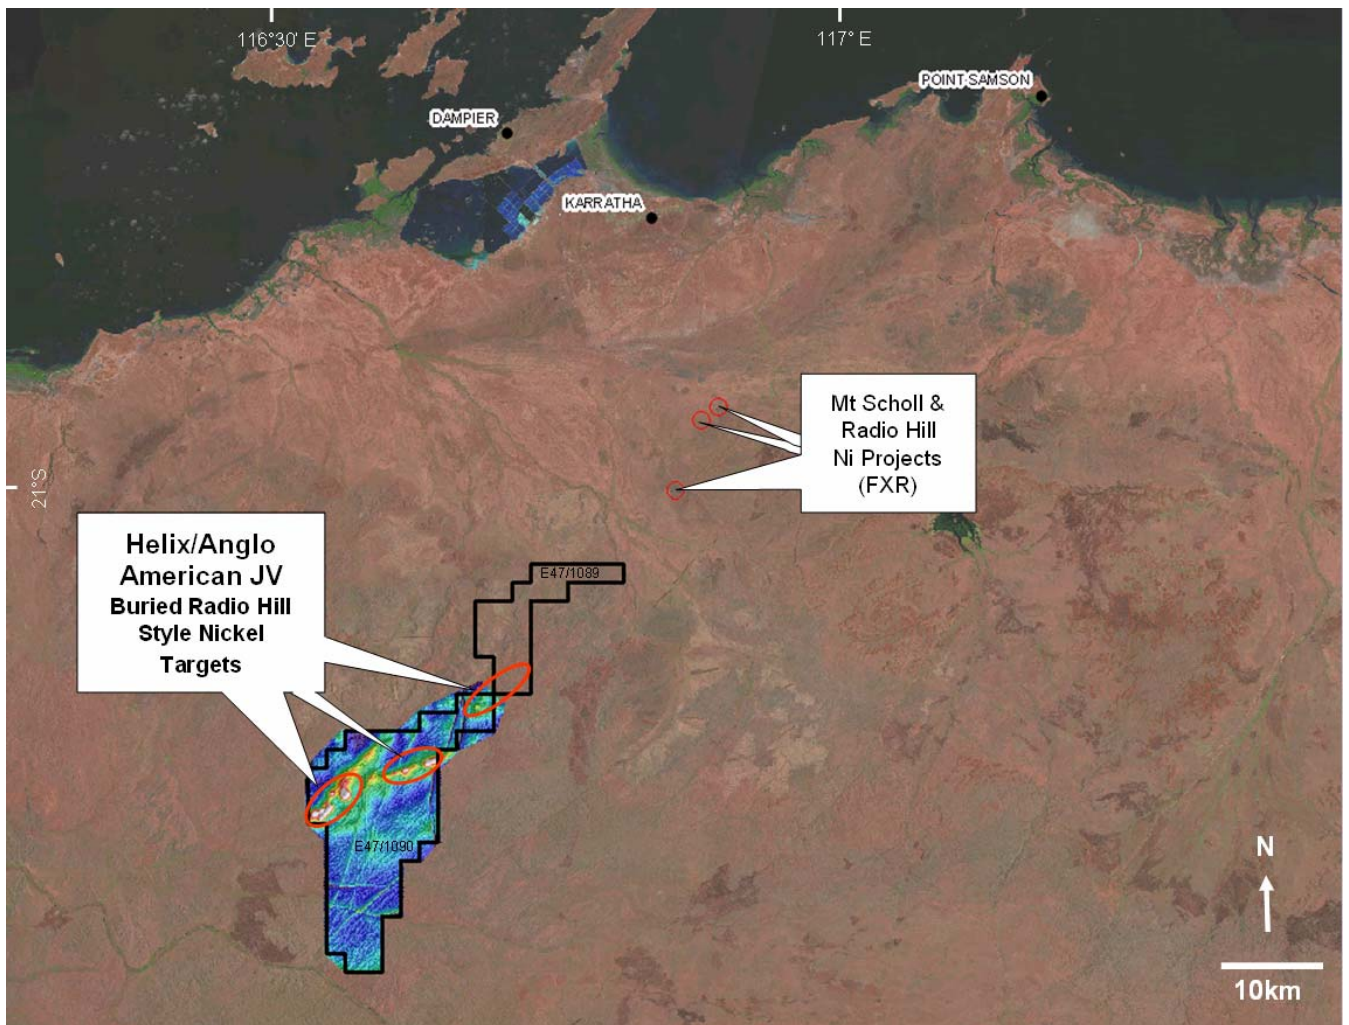 116°30' E
117° E
POINT SAMSON
DAMPIER
KARRATHA
21°S
Mt Scholl &
Radio Hill
Ni Projects
(FXR)
Helix/Anglo
American JV
Buried Radio Hill
Style Nickel
Targets
E47/1089
E47/1090
N
10km